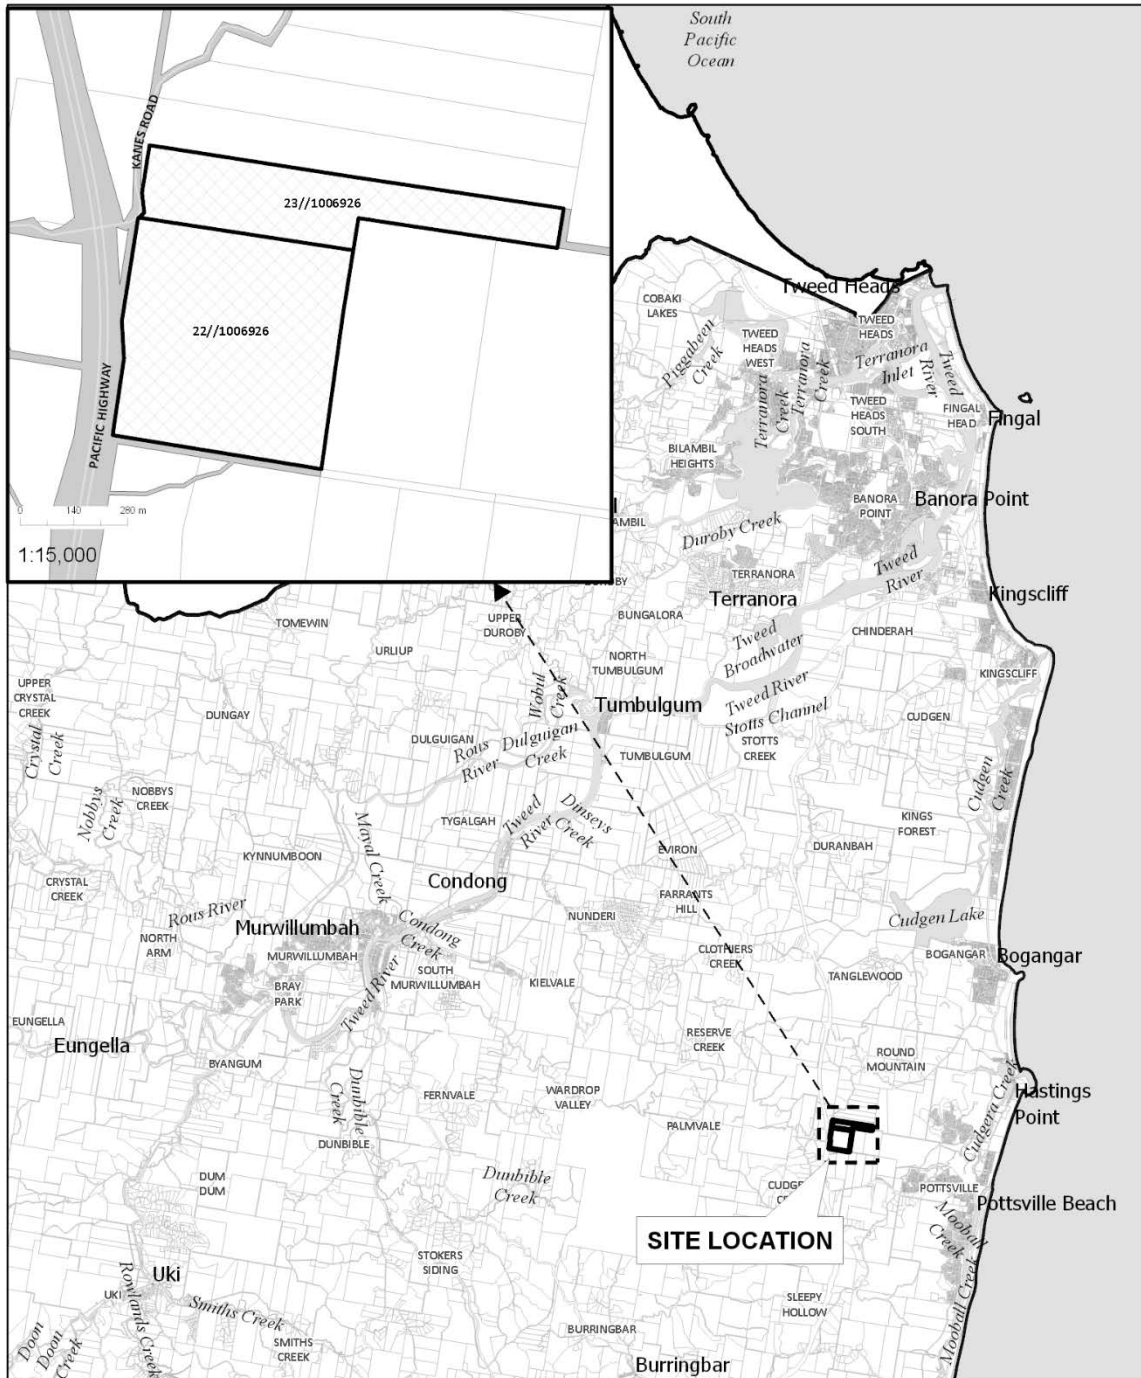 South
Pacific
Ocean
KANES ROAD
23//1006926
22//1006926
PACIFIC HIGHWAY
0 140 280 m
1:15,000
Tweed Heads
COBAKI
LAKES
Piggabeen
Creek
TWEED
HEADS
WEST
TWEED
HEADS
Terranora
Creek
Terranora
Creek
Terranora
Inlet
Tweed
River
TWEED
HEADS
SOUTH
FINGAL
HEAD
Fingal
BILAMBIL
HEIGHTS
BANORA
POINT
Banora Point
Duroby Creek
Tweed
River
TERRANORA
Terranora
Kingscliff
UPPER
DUROBY
BUNGALORA
TOMEWIN
URLIUP
Tweed
Broadwater
CHINDERAH
NORTH
TUMBULGUM
KINGSCLIFF
UPPER
CRYSTAL
CREEK
Wobul
Creek
Tumbulgum
Tweed River
Stotts Channel
DUNGAY
CUDGEN
Crystal
Creek
DULGUIGAN
Rous
River
Dulguigan
Creek
TUMBULGUM
STOTTS
CREEK
Cudgen
Creek
NOBBYS
CREEK
Nobbys
Creek
TYGALGAH
Tweed
River
Dinseys
Creek
KINGS
FOREST
Mayal Creek
KYNNUMBOON
EVIRON
DURANBAH
CRYSTAL
CREEK
Condong
FARRANTS
HILL
Rous River
NUNDERI
Cudgen Lake
Murwillumbah
Condong
Creek
NORTH
ARM
MURWILLUMBAH
CLOTHIERS
CREEK
BOGANGAR
Bogangar
BRAY
PARK
Tweed River
SOUTH
MURWILLUMBAH
KIELVALE
TANGLEWOOD
EUNGELLA
Eungella
RESERVE
CREEK
BYANGUM
ROUND
MOUNTAIN
Dunbible
Creek
FERNVALE
WARDROP
VALLEY
Cudgera Creek
Hastings
Point
PALMVALE
DUNBIBLE
DUM
DUM
Dunbible
Creek
POTTSVILLE
Pottsville Beach
SITE LOCATION
Mooball
Creek
STOKERS
SIDING
Uki
UKI
Rowlands Creek
Smiths Creek
SLEEPY
HOLLOW
Mooball Creek
Doon
Doon
Creek
SMITHS
CREEK
BURRINGBAR
Burringbar